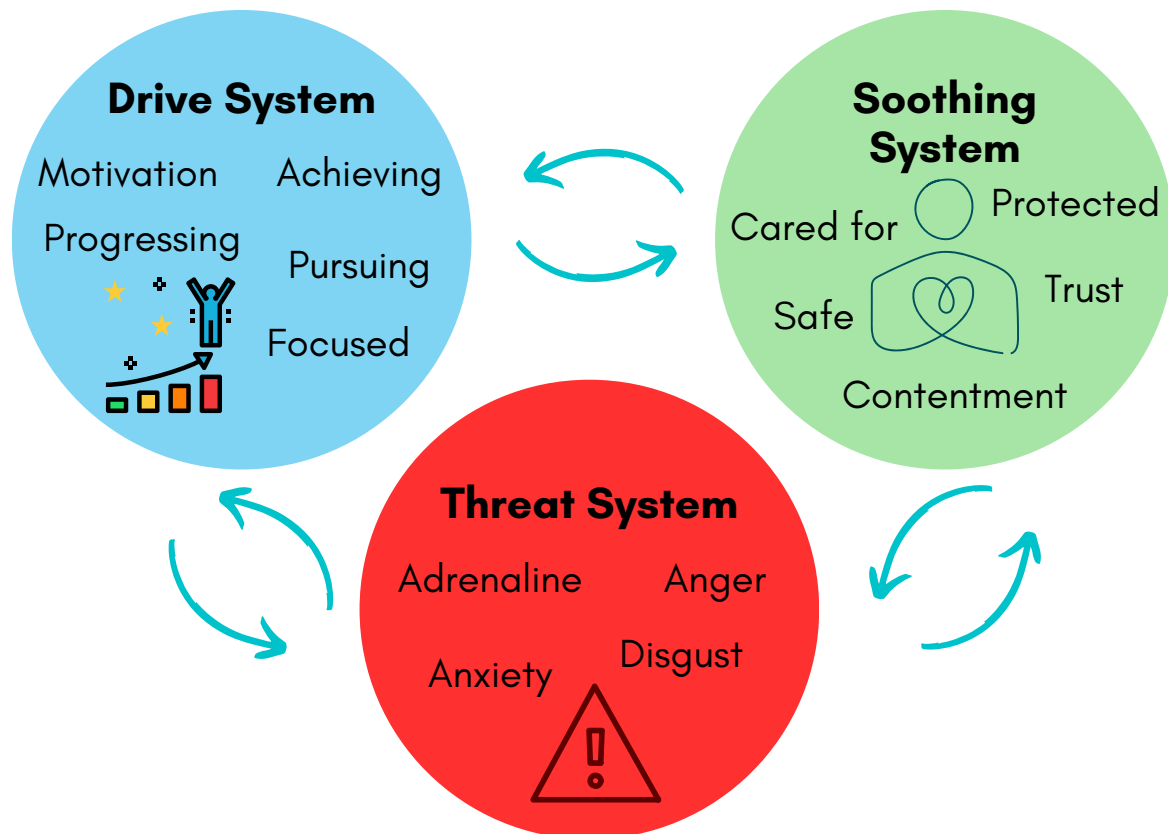 Drive System
Motivation
Achieving
Progressing
Pursuing
Focused
Soothing
System
Cared for
Protected
Safe
Trust
Contentment
Threat System
Adrenaline
Anger
Anxiety
Disgust
!